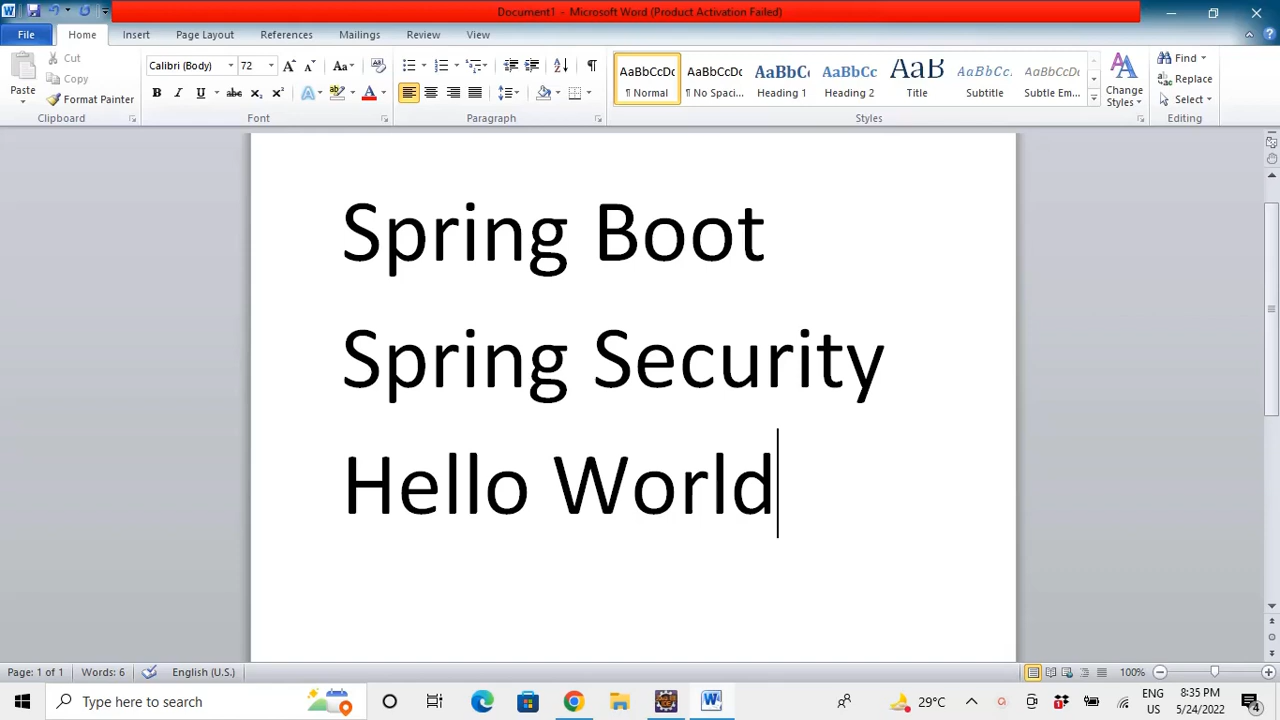 Document1 - Microsoft Word (Product Activation Failed)
File Home Insert Page Layout References Mailings Review View
Paste
Cut
Copy
Format Painter
Clipboard
Calibri (Body) 72
Font
Paragraph
AaBbCcDc AaBbCcDc AaBbCc AaBbCc AaB AaBbCcL AaBbCcDc
¶ Normal ¶ No Spaci... Heading 1 Heading 2 Title Subtitle Subtle Em...
Styles
Change
Styles
Find
Replace
Select
Editing
Spring Boot
Spring Security
Hello World
Page: 1 of 1 Words: 6 English (U.S.) 100%
Type here to search
29°C
ENG
US
8:35 PM
5/24/2022
4